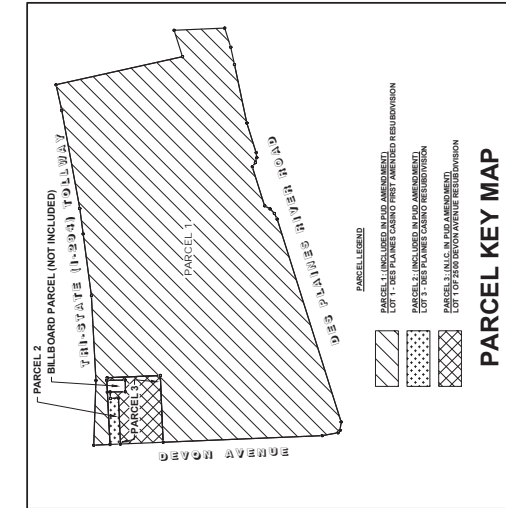 PARCEL 2
BILLBOARD PARCEL (NOT INCLUDED)
TRI-STATE (I-294) TOLLWAY
PARCEL 1
PARCEL 3
DEVON AVENUE
DES PLAINES RIVER ROAD
PARCEL LEGEND
PARCEL 1: (INCLUDED IN PUD AMENDMENT)
LOT 1 - DES PLAINES CASINO FIRST AMENDED RESUBDIVISION
PARCEL 2: (INCLUDED IN PUD AMENDMENT)
LOT 3 - DES PLAINES CASINO RESUBDIVISION
PARCEL 3: (N.I.C. IN PUD AMENDMENT)
LOT 1 OF 2500 DEVON AVENUE RESUBDIVISION
PARCEL KEY MAP